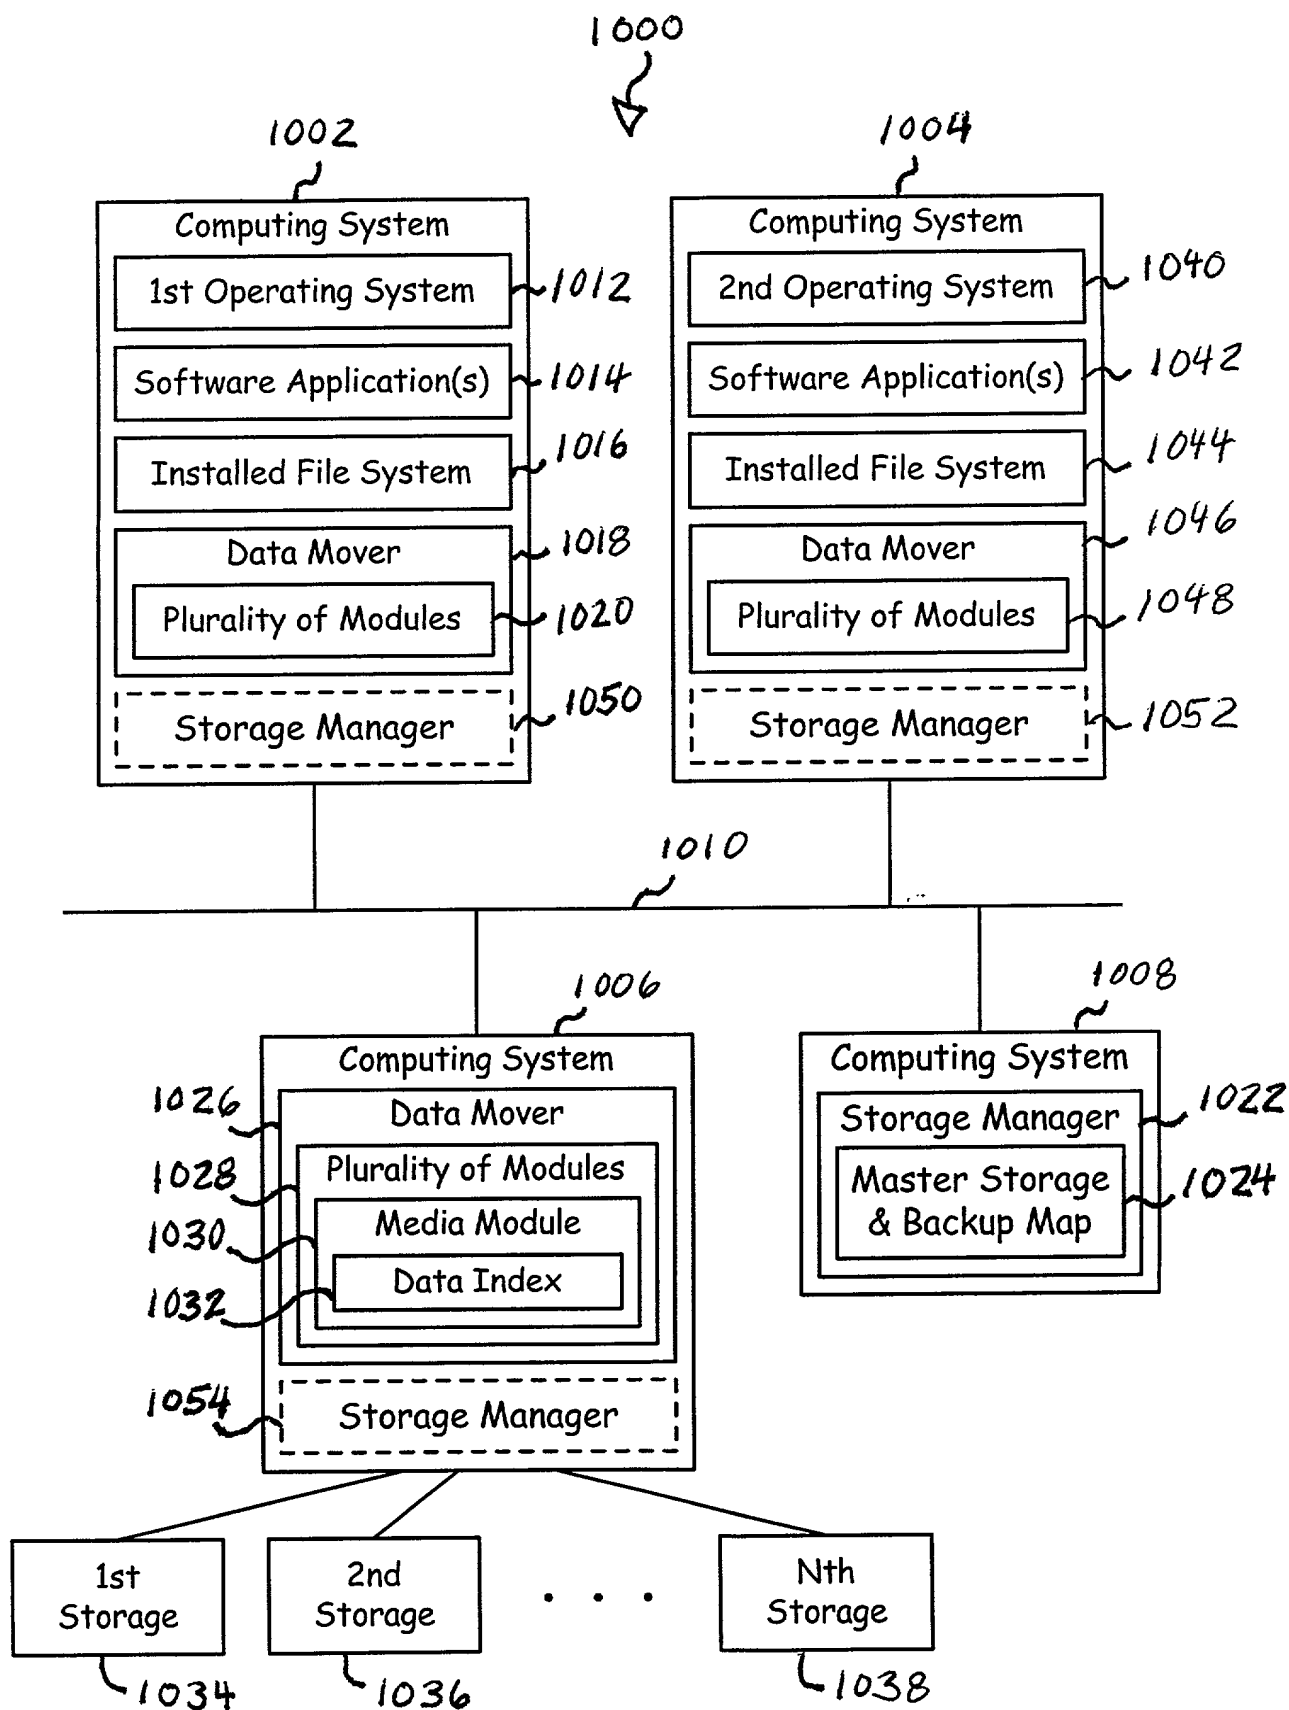 1000
1002
1004
Computing System
1st Operating System
1012
Software Application(s)
1014
Installed File System
1016
Data Mover
1018
Plurality of Modules
1020
Storage Manager
1050
Computing System
2nd Operating System
1040
Software Application(s)
1042
Installed File System
1044
Data Mover
1046
Plurality of Modules
1048
Storage Manager
1052
1010
1006
Computing System
1026
Data Mover
1028
Plurality of Modules
1030
Media Module
1032
Data Index
1054
Storage Manager
1008
Computing System
Storage Manager
1022
Master Storage
& Backup Map
1024
1st
Storage
1034
2nd
Storage
1036
. . .
Nth
Storage
1038